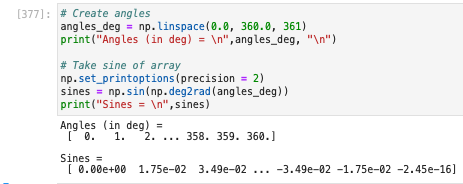 [377]: # Create angles
angles_deg = np.linspace(0.0, 360.0, 361)
print("Angles (in deg) = \n",angles_deg, "\n")
# Take sine of array
np.set_printoptions(precision = 2)
sines = np.sin(np.deg2rad(angles_deg))
print("Sines = \n",sines)
Angles (in deg) =
[  0.   1.   2. ... 358. 359. 360.]
Sines =
[ 0.00e+00  1.75e-02  3.49e-02 ... -3.49e-02 -1.75e-02 -2.45e-16]